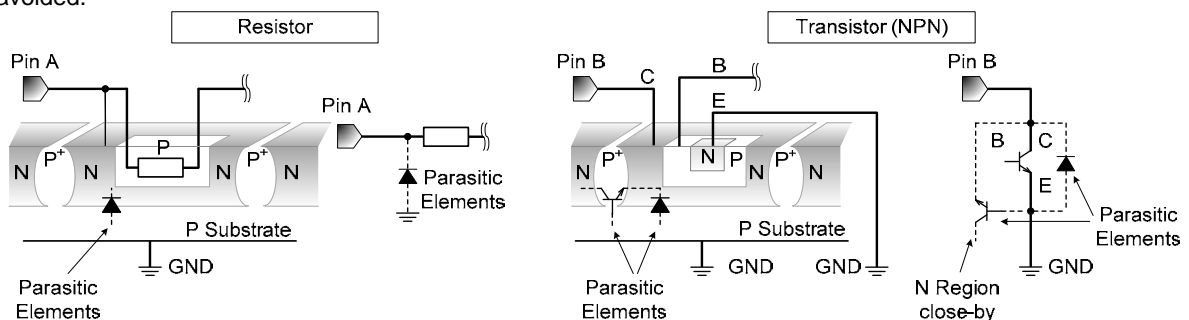 avoided.
Resistor
Transistor (NPN)
Pin A
Pin A
P
N P+ N N P+ N
Parasitic
Elements
P Substrate
GND
Parasitic
Elements
Pin B
C
B
E
N P+ N P N P+ N
P Substrate
GND
GND
Parasitic
Elements
Pin B
B
C
E
Parasitic
Elements
GND
N Region
close-by